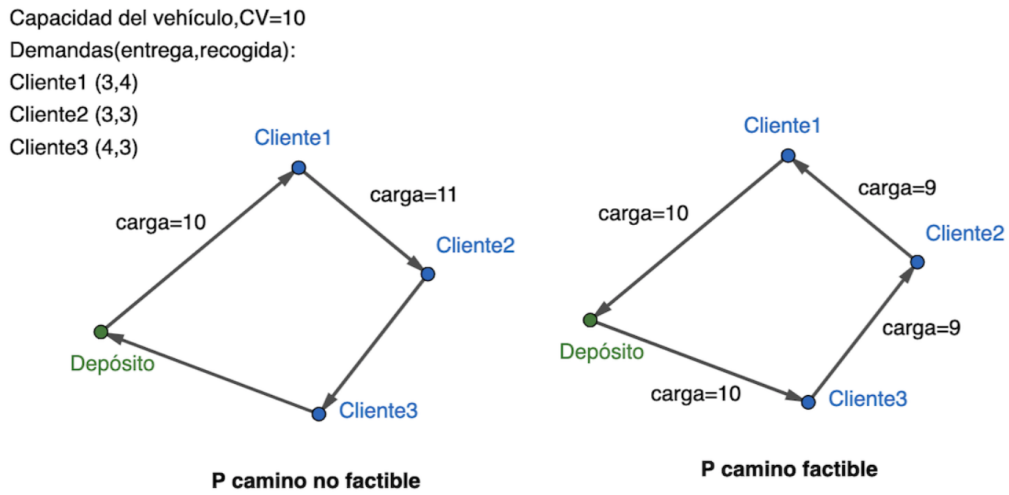 Capacidad del vehículo,CV=10
Demandas(entrega,recogida):
Cliente1 (3,4)
Cliente2 (3,3)
Cliente3 (4,3)
Cliente1
carga=10
carga=11
Cliente2
Depósito
Cliente3
P camino no factible
Cliente1
carga=9
carga=10
Cliente2
carga=9
Depósito
carga=10
Cliente3
P camino factible